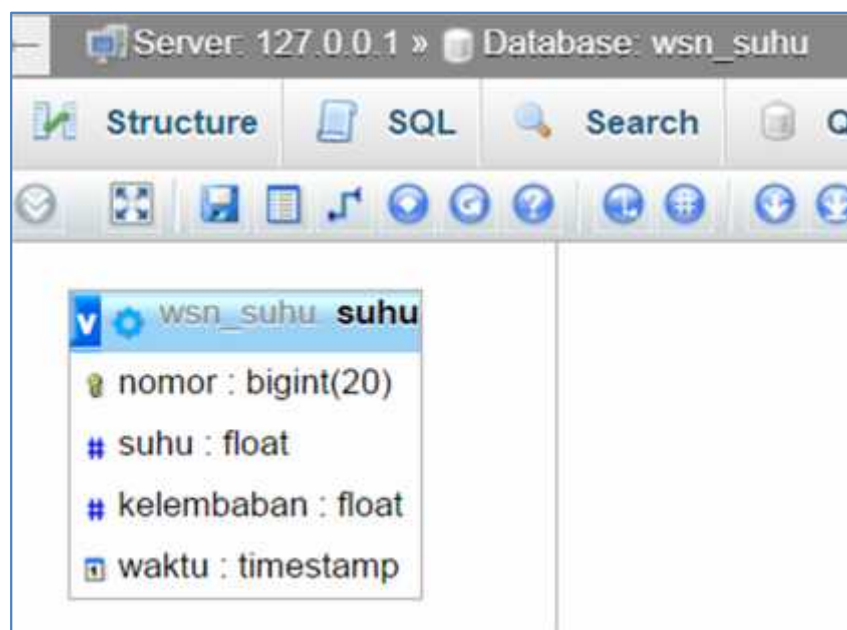 Server: 127.0.0.1 » Database: wsn_suhu
Structure SQL Search Q
v wsn_suhu suhu
nomor : bigint(20)
# suhu : float
# kelembaban : float
waktu : timestamp